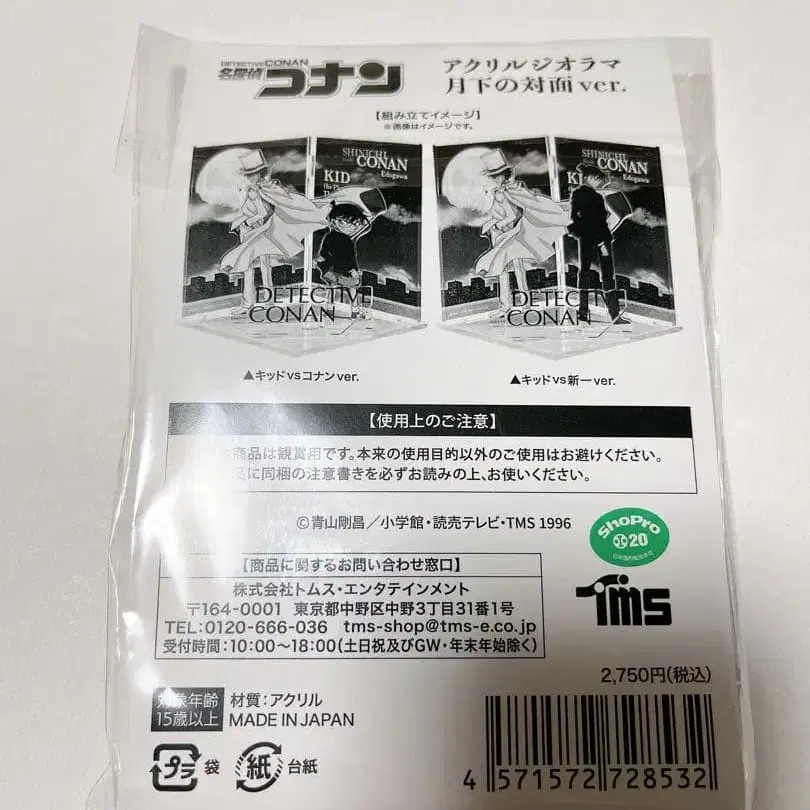 DETECTIVE CONAN
名探偵コナン
アクリルジオラマ
月下の対面 ver.
【組み立てイメージ】
※画像はイメージです。
SHINICHI
CONAN
Edogawa
KID
DETECTIVE
CONAN
SHINICHI
CONAN
Edogawa
DETECTIVE
CONAN
▲キッドvsコナンver.
▲キッドvs新一ver.
【使用上のご注意】
商品は観賞用です。本来の使用目的以外のご使用はお避けください。
に同梱の注意書きを必ずお読みの上、お使いください。
©青山剛昌／小学館・読売テレビ・TMS 1996
ShoPro
20
【商品に関するお問い合わせ窓口】
株式会社トムス・エンタテインメント
〒164-0001 東京都中野区中野3丁目31番1号
TEL:0120-666-036 tms-shop@tms-e.co.jp
受付時間：10:00〜18:00（土日祝及びGW・年末年始除く）
TMS
2,750円（税込）
対象年齢
15歳以上
材質：アクリル
MADE IN JAPAN
プラ 袋 紙 台紙
4 571572 728532